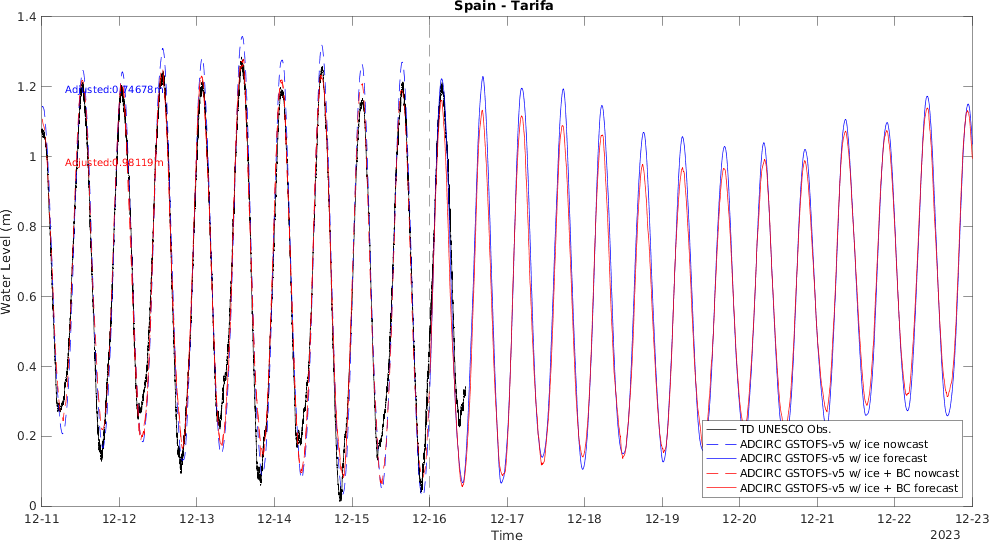 Spain - Tarifa
Water Level (m)
1.4
1.2
1
0.8
0.6
0.4
0.2
0
Adjusted:0.74678m
Adjusted:0.98119m
TD UNESCO Obs.
ADCIRC GSTOFS-v5 w/ ice nowcast
ADCIRC GSTOFS-v5 w/ ice forecast
ADCIRC GSTOFS-v5 w/ ice + BC nowcast
ADCIRC GSTOFS-v5 w/ ice + BC forecast
12-11 12-12 12-13 12-14 12-15 12-16 12-17 12-18 12-19 12-20 12-21 12-22 12-23
Time
2023